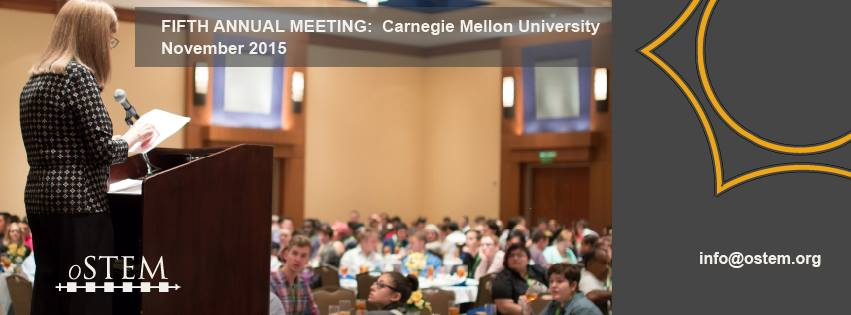 FIFTH ANNUAL MEETING: Carnegie Mellon University
November 2015
oSTEM
info@ostem.org